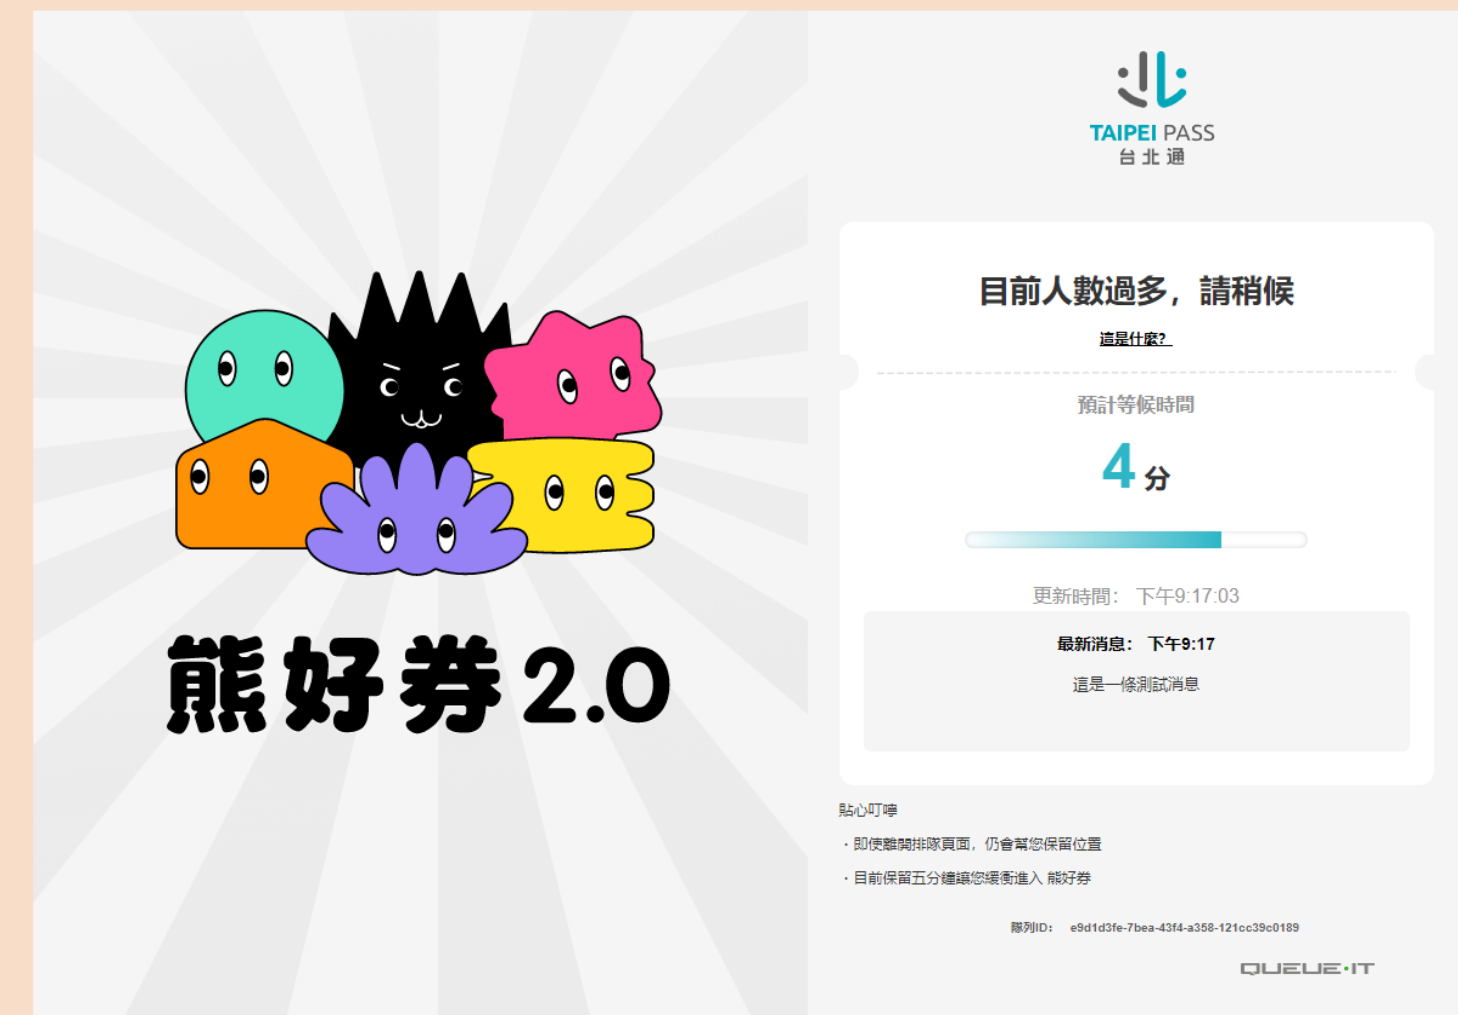 熊好券2.0
TAIPEI PASS
台北通
目前人數過多，請稍候
這是什麼？
預計等候時間
4 分
更新時間： 下午9:17:03
最新消息： 下午9:17
這是一條測試消息
貼心叮嚀
・即使離開排隊頁面，仍會幫您保留位置
・目前保留五分鐘讓您緩衝進入 熊好券
隊列ID： e9d1d3fe-7bea-43f4-a358-121cc39c0189
QUEUE·IT